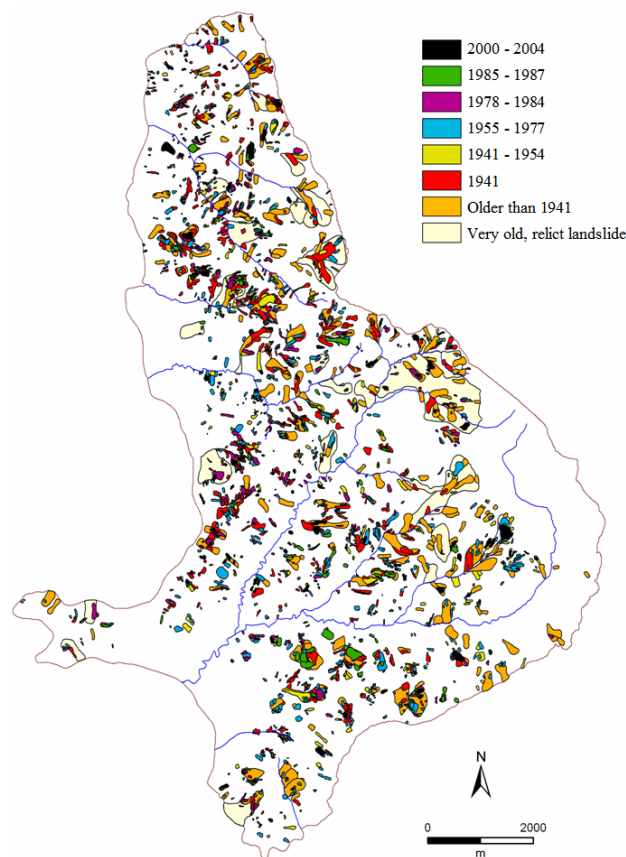 2000 - 2004
1985 - 1987
1978 - 1984
1955 - 1977
1941 - 1954
1941
Older than 1941
Very old, relict landslide
N
0 2000
m